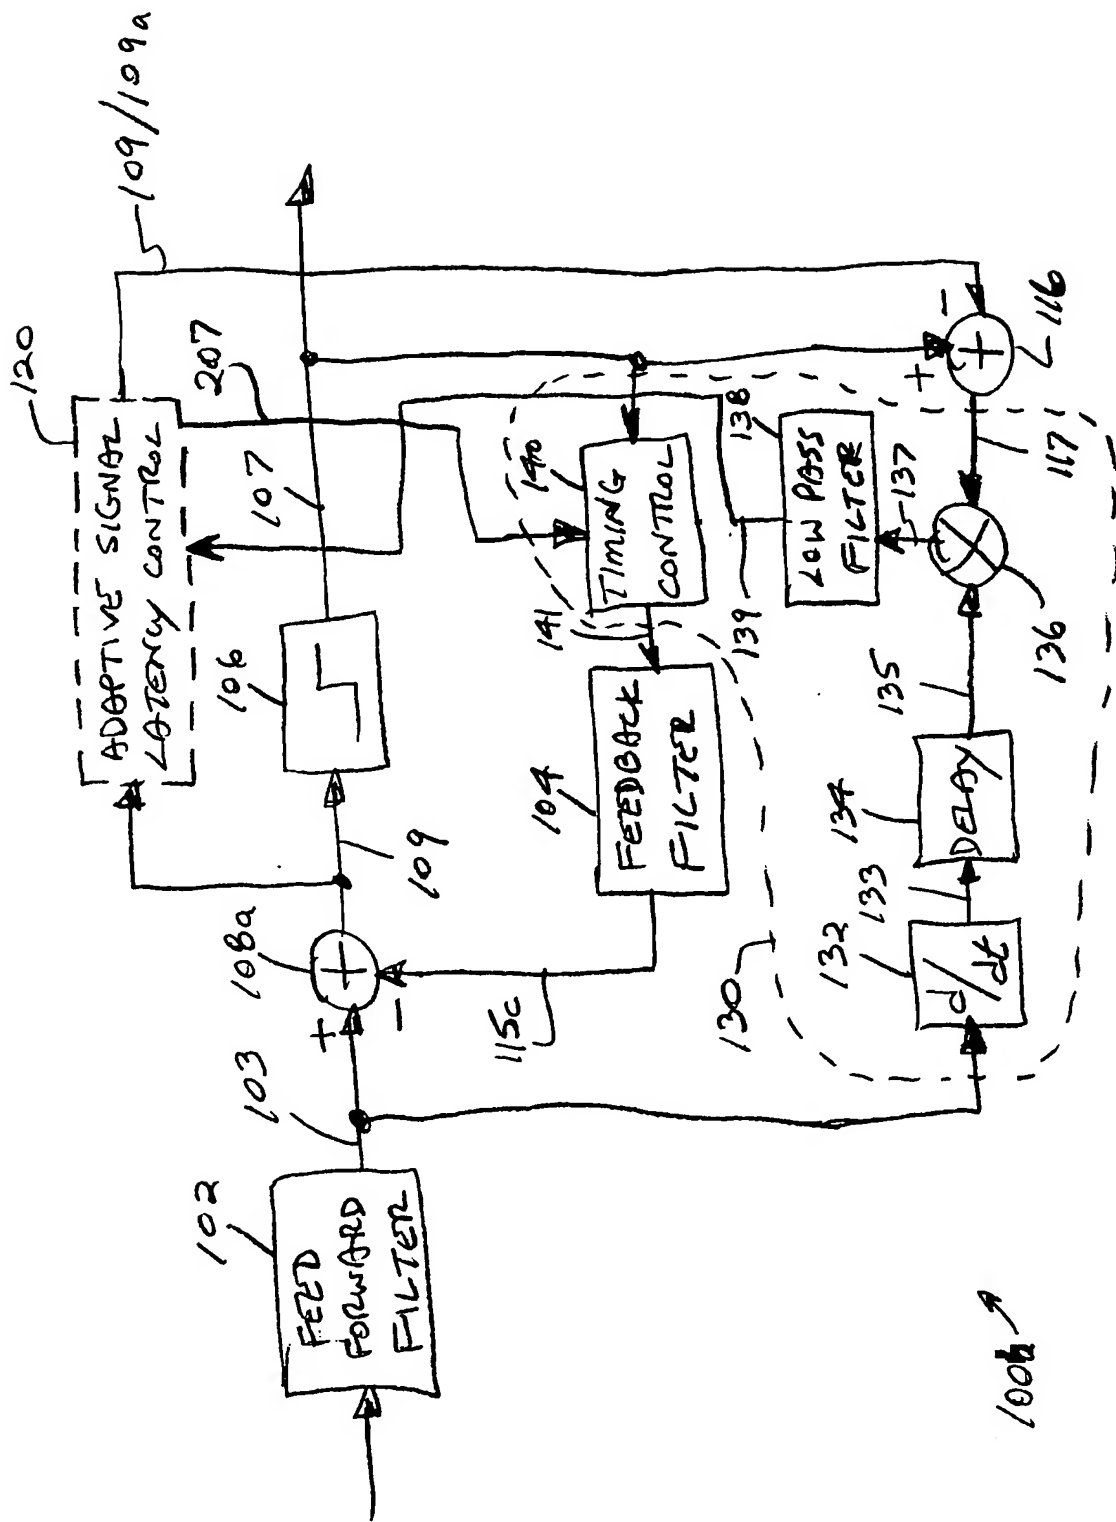 120
ADAPTIVE SIGNAL
LATENCY CONTROL
109/109a
207
107
106
109
108a
+
-
103
102
FEED
FORWARD
FILTER
115c
104
FEEDBACK
FILTER
141
140
TIMING
CONTROL
139
138
LOW PASS
FILTER
137
+
-
116
117
136
135
134
DELAY
133
132
d/dt
130